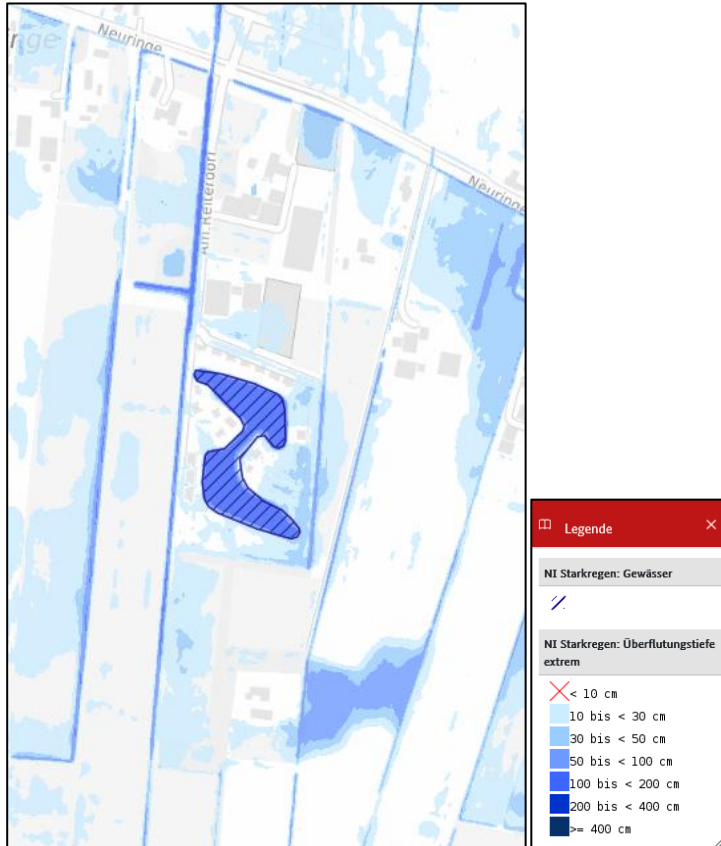 Neuringe
nge
Am Reiterdorf
Neuringe
Legende
NI Starkregen: Gewässer
NI Starkregen: Überflutungstiefe
extrem
< 10 cm
10 bis < 30 cm
30 bis < 50 cm
50 bis < 100 cm
100 bis < 200 cm
200 bis < 400 cm
>= 400 cm